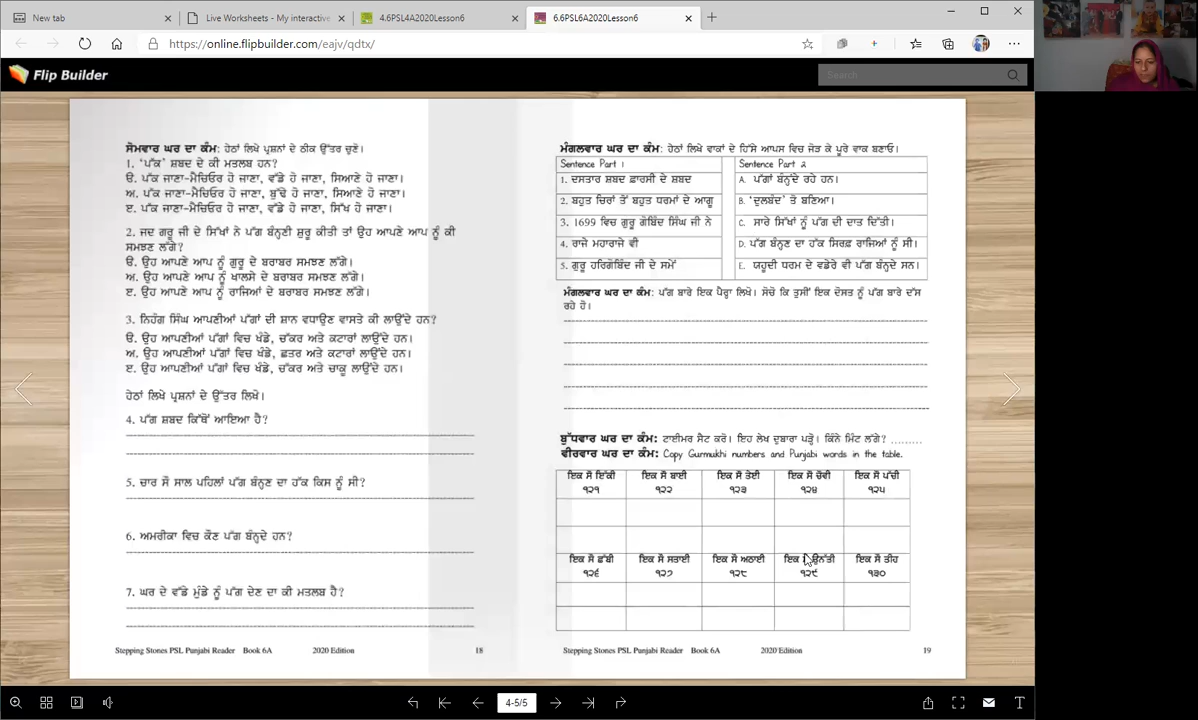 New tab
Live Worksheets - My interactive
4.6PSL4A2020Lesson6
6.6PSL6A2020Lesson6
https://online.flipbuilder.com/eajv/qdtx/
Flip Builder
Search
ਸੋਮਵਾਰ ਘਰ ਦਾ ਕੰਮ: ਹੇਠਾਂ ਲਿਖੇ ਪ੍ਰਸ਼ਨਾਂ ਦੇ ਠੀਕ ਉੱਤਰ ਚੁਣੋ।
1. 'ਪੱਕ' ਸ਼ਬਦ ਦੇ ਕੀ ਮਤਲਬ ਹਨ?
ੳ. ਪੱਕ ਜਾਣਾ-ਮੈਚਿਓਰ ਹੋ ਜਾਣਾ, ਵੱਡੇ ਹੋ ਜਾਣਾ, ਸਿਆਣੇ ਹੋ ਜਾਣਾ।
ਅ. ਪੱਕ ਜਾਣਾ-ਮੈਚਿਓਰ ਹੋ ਜਾਣਾ, ਬੁੱਢੇ ਹੋ ਜਾਣਾ, ਸਿਆਣੇ ਹੋ ਜਾਣਾ।
ੲ. ਪੱਕ ਜਾਣਾ-ਮੈਚਿਓਰ ਹੋ ਜਾਣਾ, ਵੱਡੇ ਹੋ ਜਾਣਾ, ਸਿੱਖ ਹੋ ਜਾਣਾ।
2. ਜਦ ਗੁਰੂ ਜੀ ਦੇ ਸਿੱਖਾਂ ਨੇ ਪੱਗ ਬੰਨ੍ਹਣੀ ਸ਼ੁਰੂ ਕੀਤੀ ਤਾਂ ਉਹ ਆਪਣੇ ਆਪ ਨੂੰ ਕੀ
ਸਮਝਣ ਲੱਗੇ?
ੳ. ਉਹ ਆਪਣੇ ਆਪ ਨੂੰ ਗੁਰੂ ਦੇ ਬਰਾਬਰ ਸਮਝਣ ਲੱਗੇ।
ਅ. ਉਹ ਆਪਣੇ ਆਪ ਨੂੰ ਖ਼ਾਲਸੇ ਦੇ ਬਰਾਬਰ ਸਮਝਣ ਲੱਗੇ।
ੲ. ਉਹ ਆਪਣੇ ਆਪ ਨੂੰ ਰਾਜਿਆਂ ਦੇ ਬਰਾਬਰ ਸਮਝਣ ਲੱਗੇ।
3. ਨਿਹੰਗ ਸਿੰਘ ਆਪਣੀਆਂ ਪੱਗਾਂ ਦੀ ਸ਼ਾਨ ਵਧਾਉਣ ਵਾਸਤੇ ਕੀ ਲਾਉਂਦੇ ਹਨ?
ੳ. ਉਹ ਆਪਣੀਆਂ ਪੱਗਾਂ ਵਿਚ ਖੰਡੇ, ਚੱਕਰ ਅਤੇ ਕਟਾਰਾਂ ਲਾਉਂਦੇ ਹਨ।
ਅ. ਉਹ ਆਪਣੀਆਂ ਪੱਗਾਂ ਵਿਚ ਖੰਡੇ, ਛਤਰ ਅਤੇ ਕਟਾਰਾਂ ਲਾਉਂਦੇ ਹਨ।
ੲ. ਉਹ ਆਪਣੀਆਂ ਪੱਗਾਂ ਵਿਚ ਖੰਡੇ, ਚੱਕਰ ਅਤੇ ਚਾਕੂ ਲਾਉਂਦੇ ਹਨ।
ਹੇਠਾਂ ਲਿਖੇ ਪ੍ਰਸ਼ਨਾਂ ਦੇ ਉੱਤਰ ਲਿਖੋ।
4. ਪੱਗ ਸ਼ਬਦ ਕਿੱਥੋਂ ਆਇਆ ਹੈ?
5. ਚਾਰ ਸੌ ਸਾਲ ਪਹਿਲਾਂ ਪੱਗ ਬੰਨ੍ਹਣ ਦਾ ਹੱਕ ਕਿਸ ਨੂੰ ਸੀ?
6. ਅਮਰੀਕਾ ਵਿਚ ਕੌਣ ਪੱਗ ਬੰਨ੍ਹਦੇ ਹਨ?
7. ਘਰ ਦੇ ਵੱਡੇ ਮੁੰਡੇ ਨੂੰ ਪੱਗ ਦੇਣ ਦਾ ਕੀ ਮਤਲਬ ਹੈ?
Stepping Stones PSL Punjabi Reader Book 6A 2020 Edition 18
ਮੰਗਲਵਾਰ ਘਰ ਦਾ ਕੰਮ: ਹੇਠਾਂ ਲਿਖੇ ਵਾਕਾਂ ਦੇ ਹਿੱਸੇ ਆਪਸ ਵਿਚ ਜੋੜ ਕੇ ਪੂਰੇ ਵਾਕ ਬਣਾਓ।
Sentence Part 1 Sentence Part 2
1. ਦਸਤਾਰ ਸ਼ਬਦ ਫ਼ਾਰਸੀ ਦੇ ਸ਼ਬਦ A. ਪੱਗਾਂ ਬੰਨ੍ਹਦੇ ਰਹੇ ਹਨ।
2. ਬਹੁਤ ਚਿਰਾਂ ਤੋਂ ਬਹੁਤ ਧਰਮਾਂ ਦੇ ਆਗੂ B. 'ਦੁਲਬੰਦ' ਤੋ ਬਣਿਆ।
3. 1699 ਵਿਚ ਗੁਰੂ ਗੋਬਿੰਦ ਸਿੰਘ ਜੀ ਨੇ C. ਸਾਰੇ ਸਿੱਖਾਂ ਨੂੰ ਪੱਗ ਦੀ ਦਾਤ ਦਿੱਤੀ।
4. ਰਾਜੇ ਮਹਾਰਾਜੇ ਵੀ D. ਪੱਗ ਬੰਨ੍ਹਣ ਦਾ ਹੱਕ ਸਿਰਫ਼ ਰਾਜਿਆਂ ਨੂੰ ਸੀ।
5. ਗੁਰੂ ਹਰਿਗੋਬਿੰਦ ਜੀ ਦੇ ਸਮੇਂ E. ਯਹੂਦੀ ਧਰਮ ਦੇ ਵਡੇਰੇ ਵੀ ਪੱਗ ਬੰਨ੍ਹਦੇ ਸਨ।
ਮੰਗਲਵਾਰ ਘਰ ਦਾ ਕੰਮ: ਪੱਗ ਬਾਰੇ ਇਕ ਪੈਰ੍ਹਾ ਲਿਖੋ। ਸੋਚੋ ਕਿ ਤੁਸੀਂ ਇਕ ਦੋਸਤ ਨੂੰ ਪੱਗ ਬਾਰੇ ਦੱਸ
ਰਹੇ ਹੋ।
ਬੁੱਧਵਾਰ ਘਰ ਦਾ ਕੰਮ: ਟਾਈਮਰ ਸੈਟ ਕਰੋ। ਇਹ ਲੇਖ ਦੁਬਾਰਾ ਪੜ੍ਹੋ। ਕਿੰਨੇ ਮਿੰਟ ਲੱਗੇ? .........
ਵੀਰਵਾਰ ਘਰ ਦਾ ਕੰਮ: Copy Gurmukhi numbers and Punjabi words in the table.
ਇਕ ਸੌ ਇੱਕੀ ਇਕ ਸੌ ਬਾਈ ਇਕ ਸੌ ਤੇਈ ਇਕ ਸੌ ਚੌਵੀ ਇਕ ਸੌ ਪੱਚੀ
੧੨੧ ੧੨੨ ੧੨੩ ੧੨੪ ੧੨੫
ਇਕ ਸੌ ਛੱਬੀ ਇਕ ਸੌ ਸਤਾਈ ਇਕ ਸੌ ਅਠਾਈ ਇਕ ਉਨੱਤੀ ਇਕ ਸੌ ਤੀਹ
੧੨੬ ੧੨੭ ੧੨੮ ੧੨੯ ੧੩੦
Stepping Stones PSL Punjabi Reader Book 6A 2020 Edition 19
4-5/5